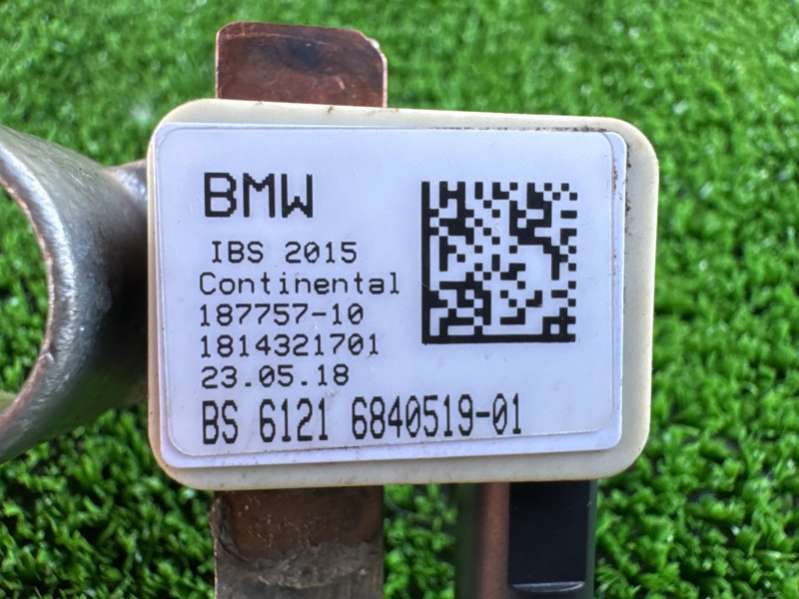 BMW
IBS 2015
Continental
187757-10
1814321701
23.05.18
BS 6121 6840519-01